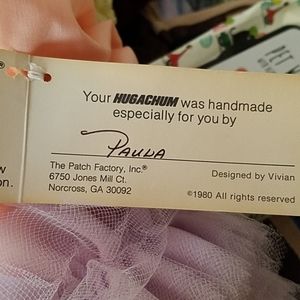 ®
Your HUGACHUM was handmade
especially for you by
Paula
The Patch Factory, Inc.®
6750 Jones Mill Ct.
Norcross, GA 30092
Designed by Vivian
©1980 All rights reserved